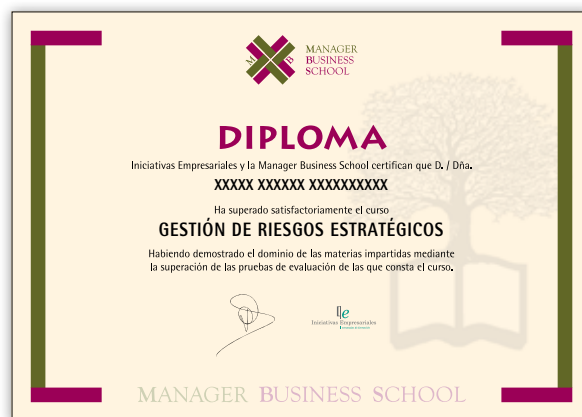 M B
MANAGER
BUSINESS
SCHOOL
DIPLOMA
Iniciativas Empresariales y la Manager Business School certifican que D. / Dña.
XXXXX XXXXXX XXXXXXXXXX
Ha superado satisfactoriamente el curso
GESTIÓN DE RIESGOS ESTRATÉGICOS
Habiendo demostrado el dominio de las materias impartidas mediante
la superación de las pruebas de evaluación de las que consta el curso.
Iniciativas Empresariales
MANAGER BUSINESS SCHOOL